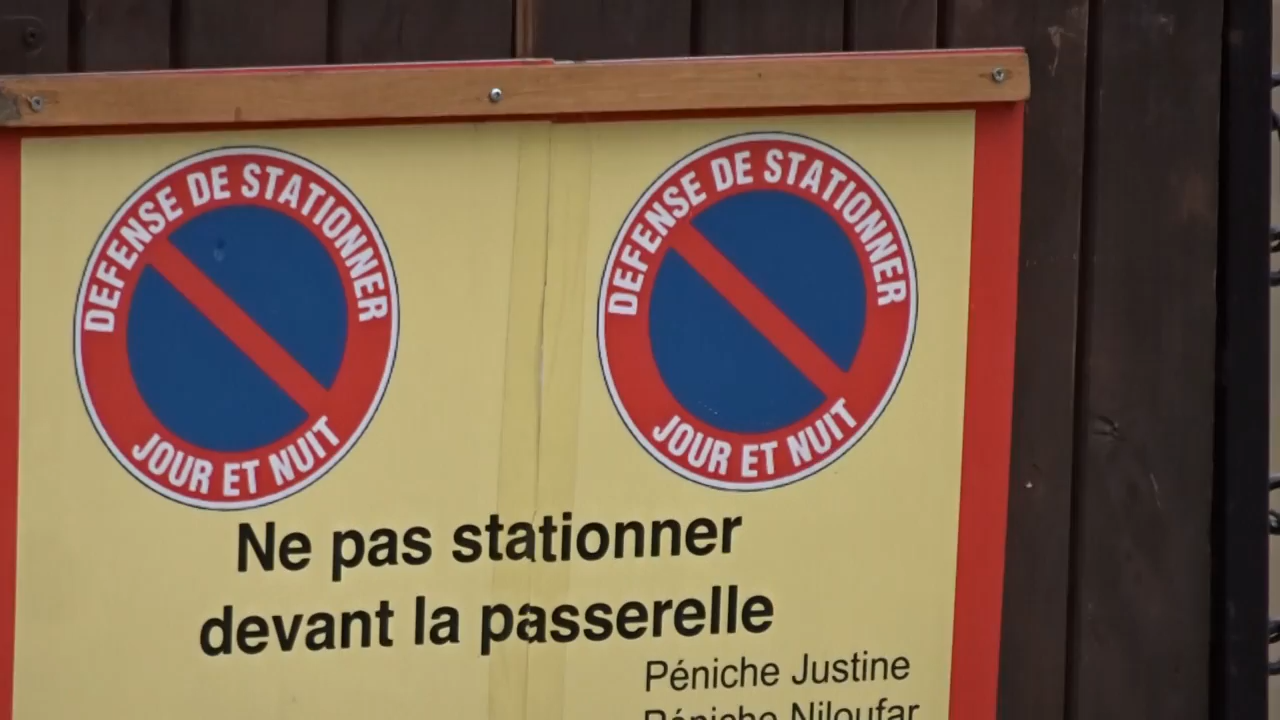 DEFENSE DE STATIONNER
JOUR ET NUIT
DEFENSE DE STATIONNER
JOUR ET NUIT
Ne pas stationner
devant la passerelle
Péniche Justine
Péniche Niloufar